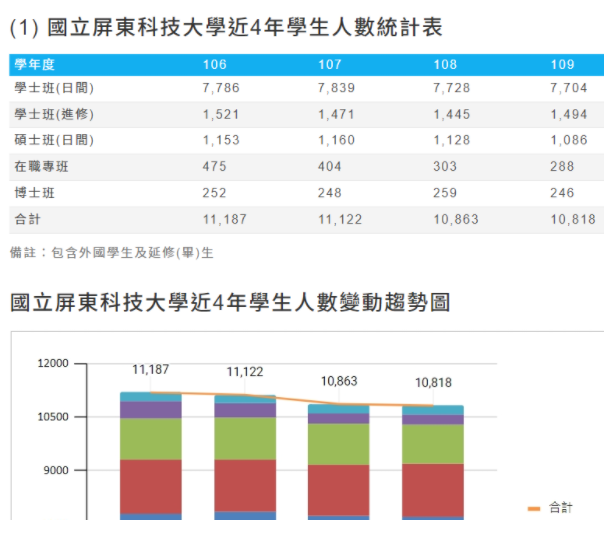 (1) 國立屏東科技大學近4年學生人數統計表
學年度 106 107 108 109
學士班(日間) 7,786 7,839 7,728 7,704
學士班(進修) 1,521 1,471 1,445 1,494
碩士班(日間) 1,153 1,160 1,128 1,086
在職專班 475 404 303 288
博士班 252 248 259 246
合計 11,187 11,122 10,863 10,818
備註：包含外國學生及延修(畢)生
國立屏東科技大學近4年學生人數變動趨勢圖
12000
11,187 11,122 10,863 10,818
10500
9000
合計